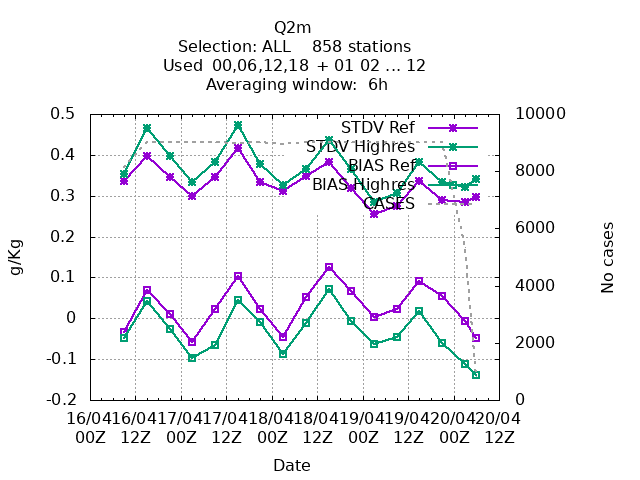 Q2m
Selection: ALL    858 stations
Used  00,06,12,18  + 01 02 ... 12
Averaging window:  6h
0.5
0.4
0.3
0.2
0.1
0
-0.1
-0.2
g/Kg
10000
8000
6000
4000
2000
0
No cases
STDV Ref
STDV Highres
BIAS Ref
BIAS Highres
CASES
16/04 16/04 17/04 17/04 18/04 18/04 19/04 19/04 20/04 20/04
00Z 12Z 00Z 12Z 00Z 12Z 00Z 12Z 00Z 12Z
Date